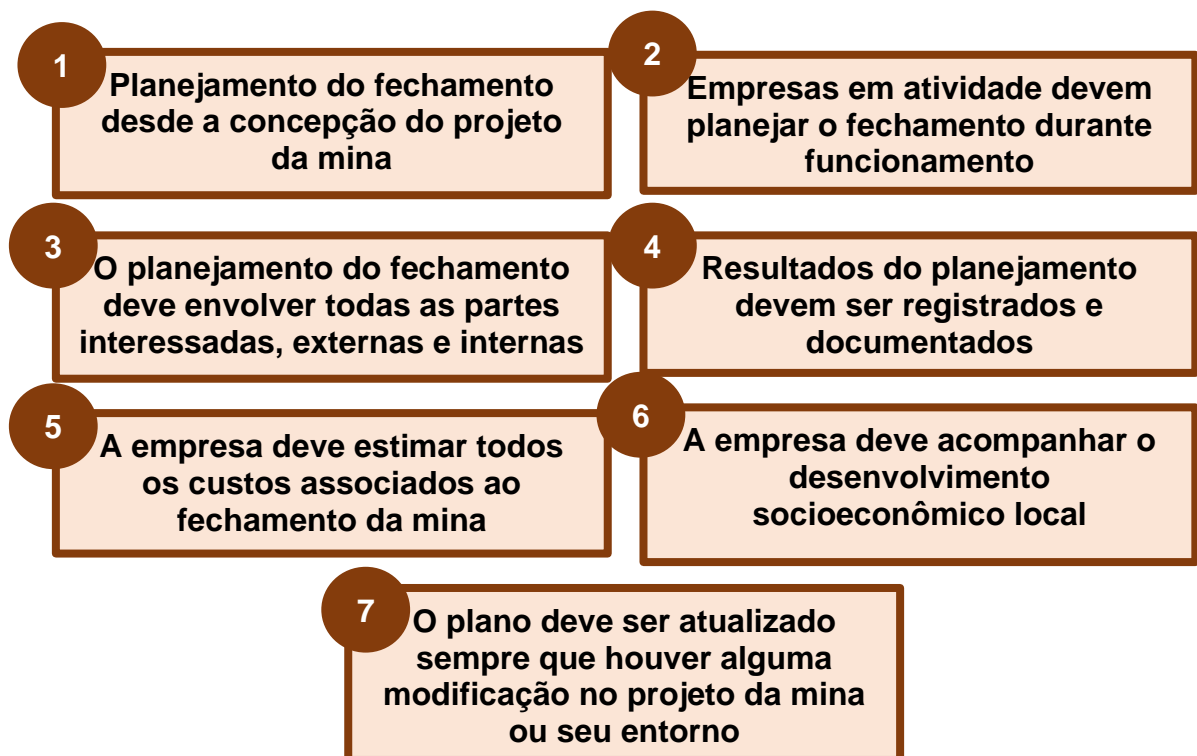 1
Planejamento do fechamento
desde a concepção do projeto
da mina
2
Empresas em atividade devem
planejar o fechamento durante
funcionamento
3
O planejamento do fechamento
deve envolver todas as partes
interessadas, externas e internas
4
Resultados do planejamento
devem ser registrados e
documentados
5
A empresa deve estimar todos
os custos associados ao
fechamento da mina
6
A empresa deve acompanhar o
desenvolvimento
socioeconômico local
7
O plano deve ser atualizado
sempre que houver alguma
modificação no projeto da mina
ou seu entorno